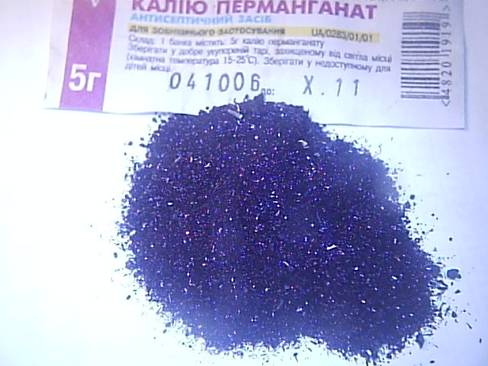 КАЛІЮ ПЕРМАНГАНАТ
АНТИСЕПТИЧНИЙ ЗАСІБ
ДЛЯ ЗОВНІШНЬОГО ЗАСТОСУВАННЯ UA/0283/01/01
Склад: 1 банка містить: 5г калію перманганату
Зберігати у добре укупореній тарі, захищеному від світла місці
(кімнатна температура 15-25°С). Зберігати у недоступному для
дітей місці.
5г
041006 до: X.11